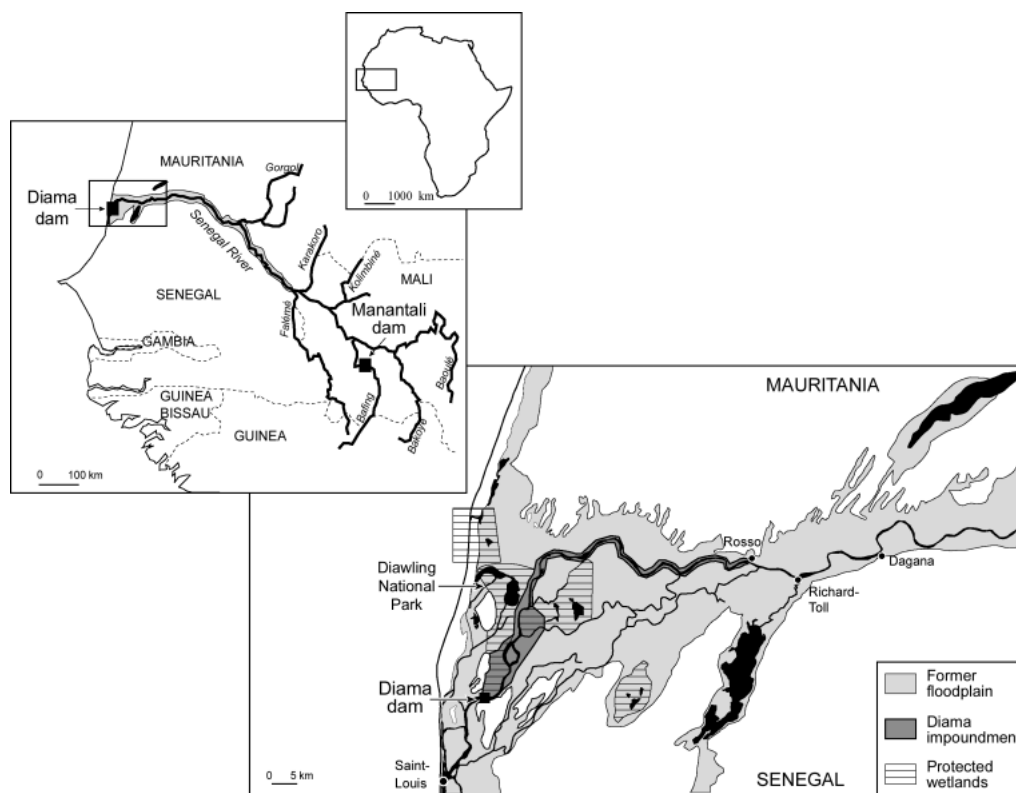 0 1000 km
MAURITANIA
Gorgoll
Diama
dam
Senegal River
Karakoro
Kolimbiné
MALI
SENEGAL
Falémé
Manantali
dam
GAMBIA
Baoulé
GUINEA
BISSAU
Bafing
Bakoye
GUINEA
0 100 km
MAURITANIA
Rosso
Dagana
Diawling
National
Park
Richard-
Toll
Diama
dam
Former
floodplain
Diama
impoundment
Protected
wetlands
Saint-
Louis
0 5 km
SENEGAL